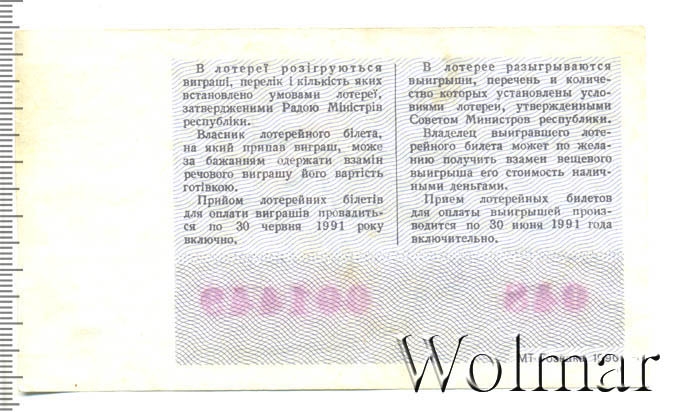 В лотереї розігруються
виграші, перелік і кількість яких
встановлено умовами лотереї,
затвердженими Радою Міністрів
республіки.
Власник лотерейного білета,
на який припав виграш, може
за бажанням одержати взамін
речового виграшу його вартість
готівкою.
Прийом лотерейних білетів
для оплати виграшів провадить-
ся по 30 червня 1991 року
включно.
В лотерее разыгрываются
выигрыши, перечень и количе-
ство которых установлены усло-
виями лотереи, утвержденными
Советом Министров республики.
Владелец выигравшего лоте-
рейного билета может по жела-
нию получить взамен вещевого
выигрыша его стоимость налич-
ными деньгами.
Прием лотерейных билетов
для оплаты выигрышей произ-
водится по 30 июня 1991 года
включительно.
МТ Гознака
Wolmar